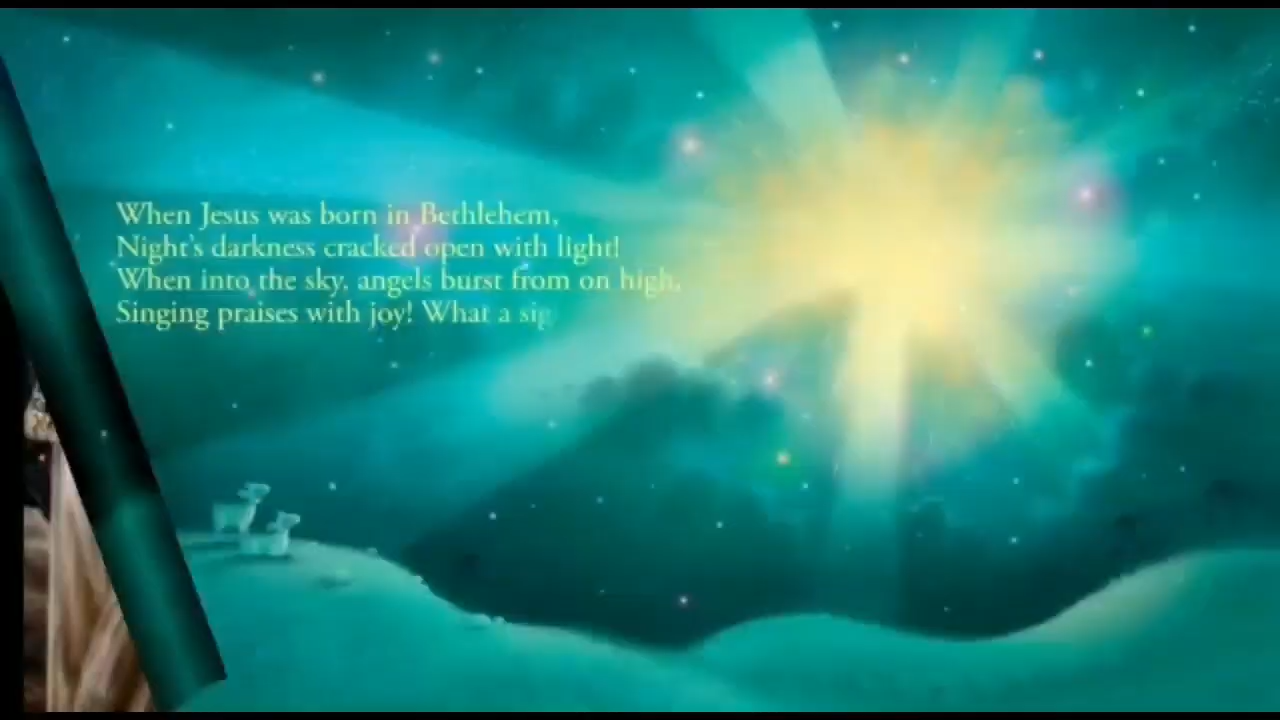 When Jesus was born in Bethlehem,
Night's darkness cracked open with light!
When into the sky, angels burst from on high,
Singing praises with joy! What a sig